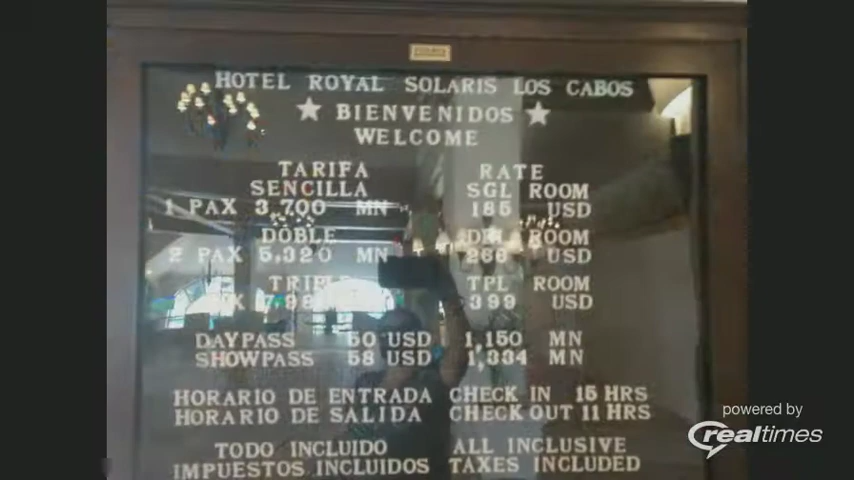 HOTEL ROYAL SOLARIS LOS CABOS
★ BIENVENIDOS ★
WELCOME
TARIFA RATE
SENCILLA SGL ROOM
1 PAX 3,700 MN 185 USD
DOBLE ROOM
2 PAX 5,320 MN USD
TPL ROOM
399 USD
DAYPASS 50 USD 1,150 MN
SHOWPASS 58 USD 1,334 MN
HORARIO DE ENTRADA CHECK IN 15 HRS
HORARIO DE SALIDA CHECK OUT 11 HRS
TODO INCLUIDO ALL INCLUSIVE
IMPUESTOS INCLUIDOS TAXES INCLUDED
powered by
realtimes